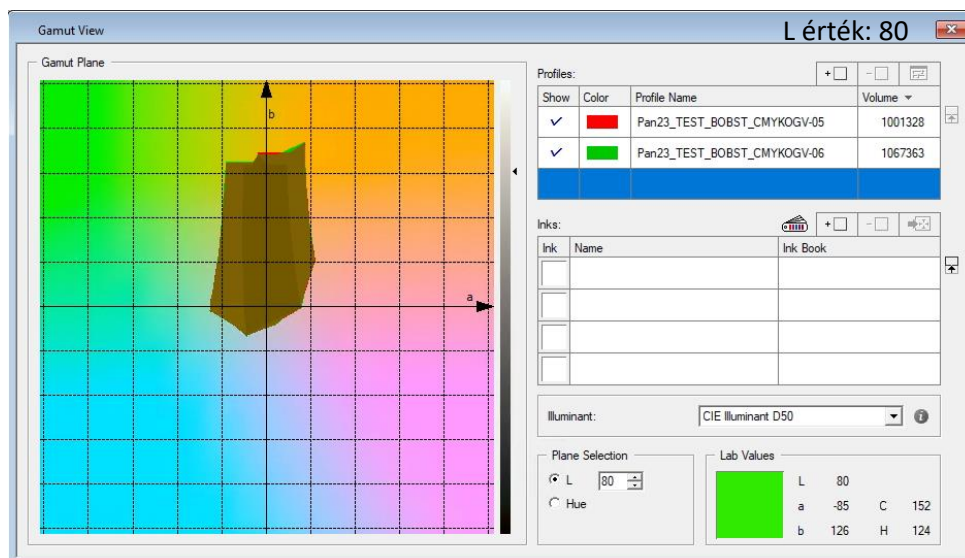 Gamut View
L érték: 80
Gamut Plane
b
a
Profiles:
Show Color Profile Name Volume
Pan23_TEST_BOBST_CMYKOGV-05 1001328
Pan23_TEST_BOBST_CMYKOGV-06 1067363
Inks:
Ink Name Ink Book
Illuminant: CIE Illuminant D50
Plane Selection
L 80
Hue
Lab Values
L 80
a -85 C 152
b 126 H 124